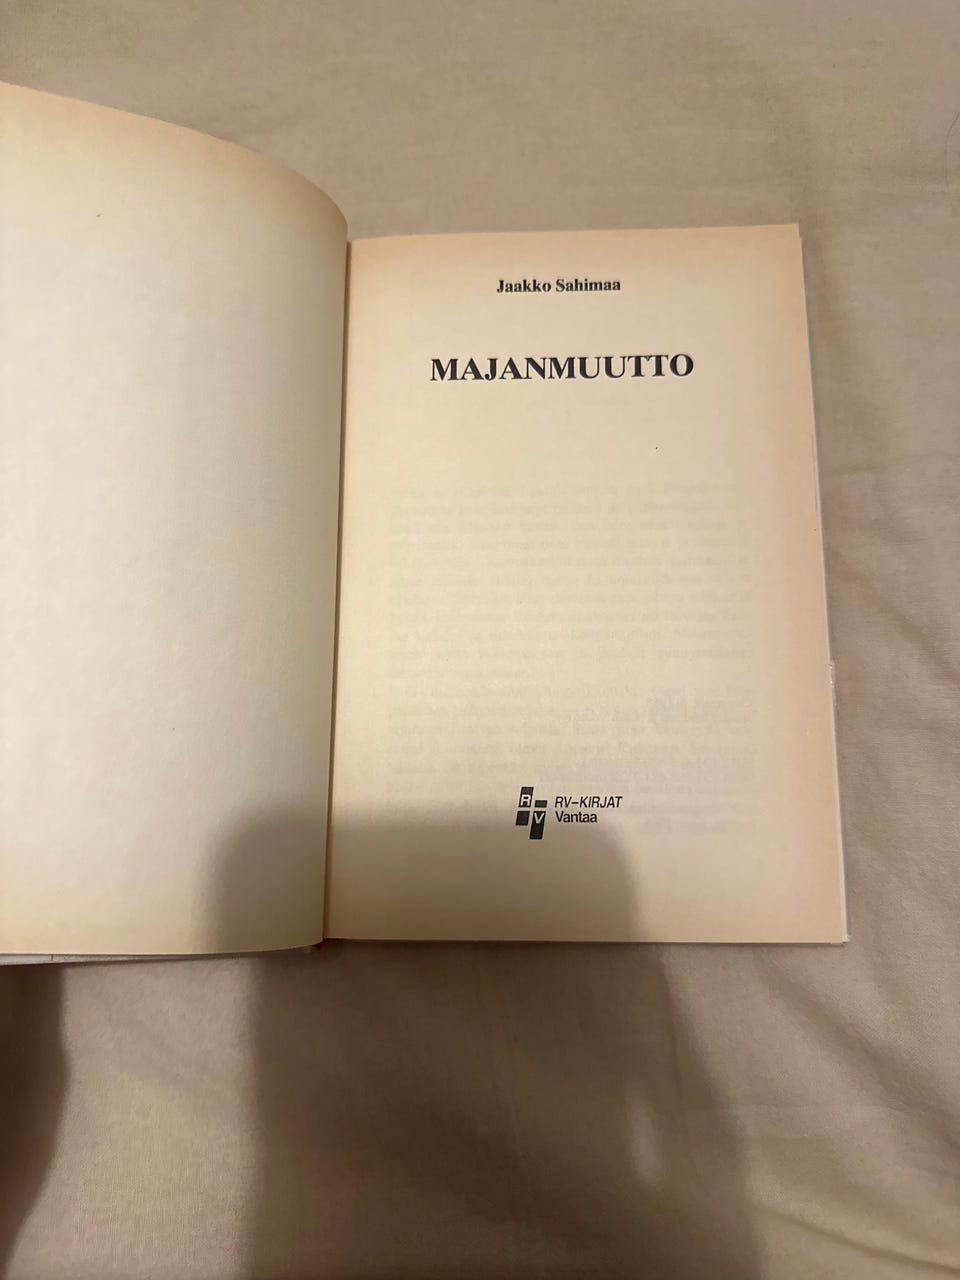 Jaakko Sahimaa
MAJANMUUTTO
R
V
RV-KIRJAT
Vantaa